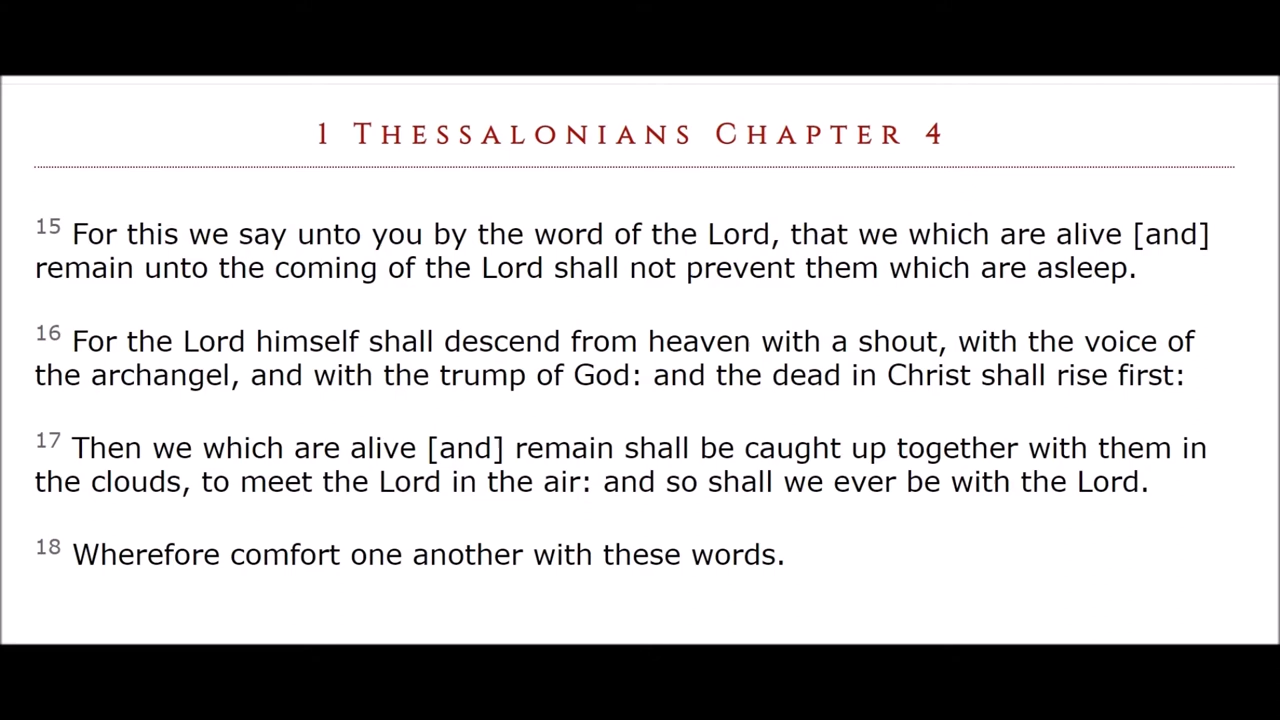 1 Thessalonians Chapter 4
15 For this we say unto you by the word of the Lord, that we which are alive [and]
remain unto the coming of the Lord shall not prevent them which are asleep.
16 For the Lord himself shall descend from heaven with a shout, with the voice of
the archangel, and with the trump of God: and the dead in Christ shall rise first:
17 Then we which are alive [and] remain shall be caught up together with them in
the clouds, to meet the Lord in the air: and so shall we ever be with the Lord.
18 Wherefore comfort one another with these words.